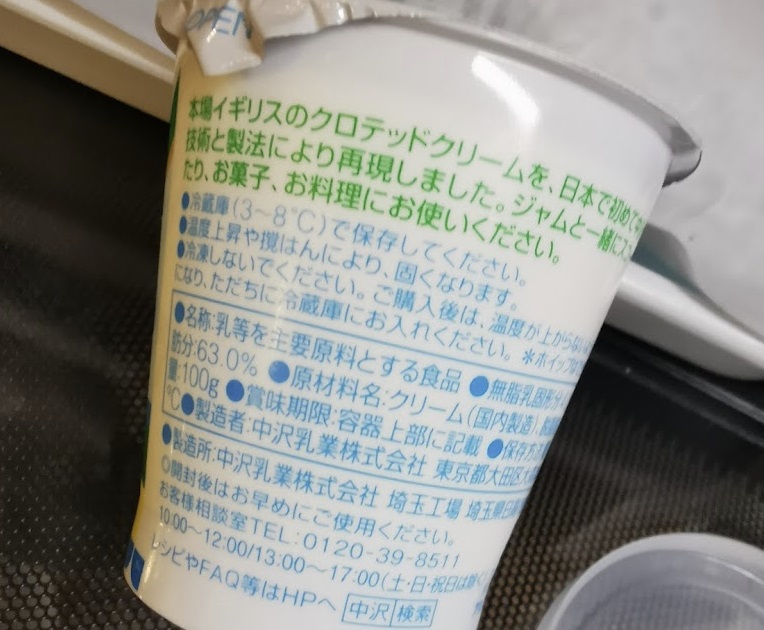 OPEN
本場イギリスのクロテッドクリームを、日本で初めて
技術と製法により再現しました。ジャムと一緒にスコ
たり、お菓子、お料理にお使いください。
●冷蔵庫(3~8℃)で保存してください。
●温度上昇や撹はんにより、固くなります。
●冷凍しないでください。ご購入後は、温度が上がらない
になり、ただちに冷蔵庫にお入れください。 ＊ホイップ
●名称:乳等を主要原料とする食品 ●無脂乳固形分
肪分:63.0% ●原材料名:クリーム(国内製造)
量:100g ●賞味期限:容器上部に記載 ●保存方法
℃●製造者:中沢乳業株式会社 東京都大田区大
●製造所:中沢乳業株式会社 埼玉工場 埼玉県日高
◎開封後はお早めにご使用ください。
お客様相談室TEL:0120-39-8511
10:00~12:00/13:00~17:00(土・日・祝日は除く)
レシピやFAQ等はHPへ 中沢 検索